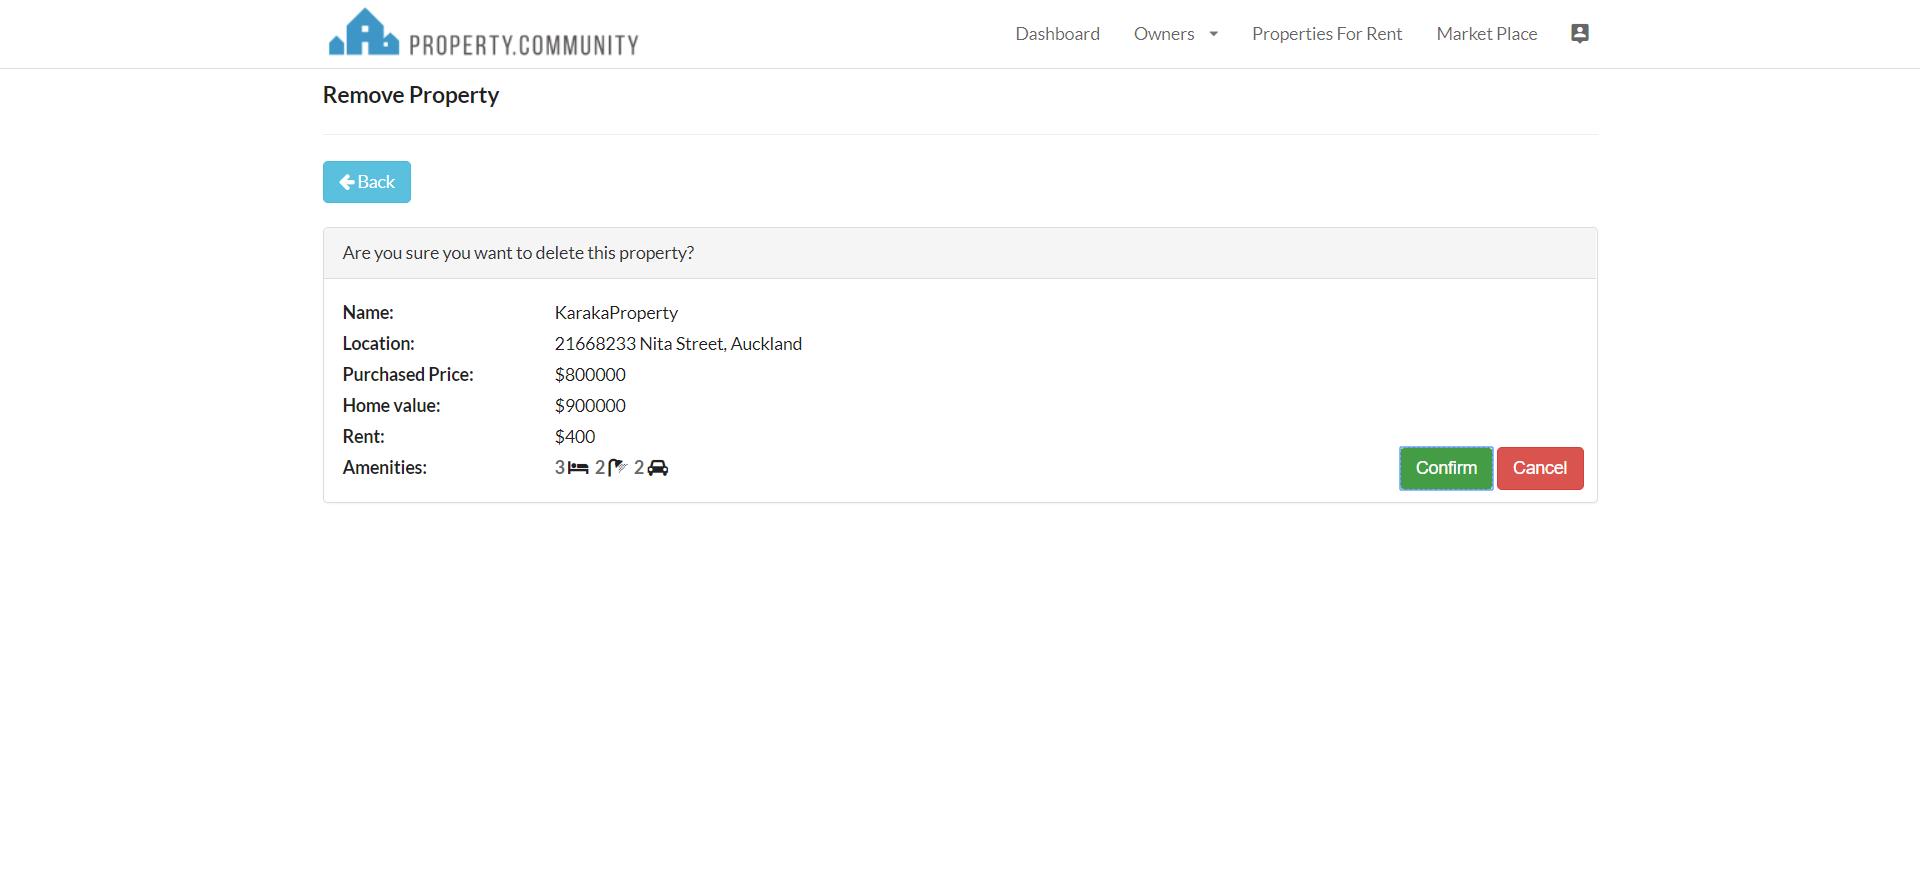 PROPERTY.COMMUNITY
Dashboard Owners Properties For Rent Market Place
Remove Property
Back
Are you sure you want to delete this property?
Name: KarakaProperty
Location: 21668233 Nita Street, Auckland
Purchased Price: $800000
Home value: $900000
Rent: $400
Amenities: 3 2 2
Confirm Cancel